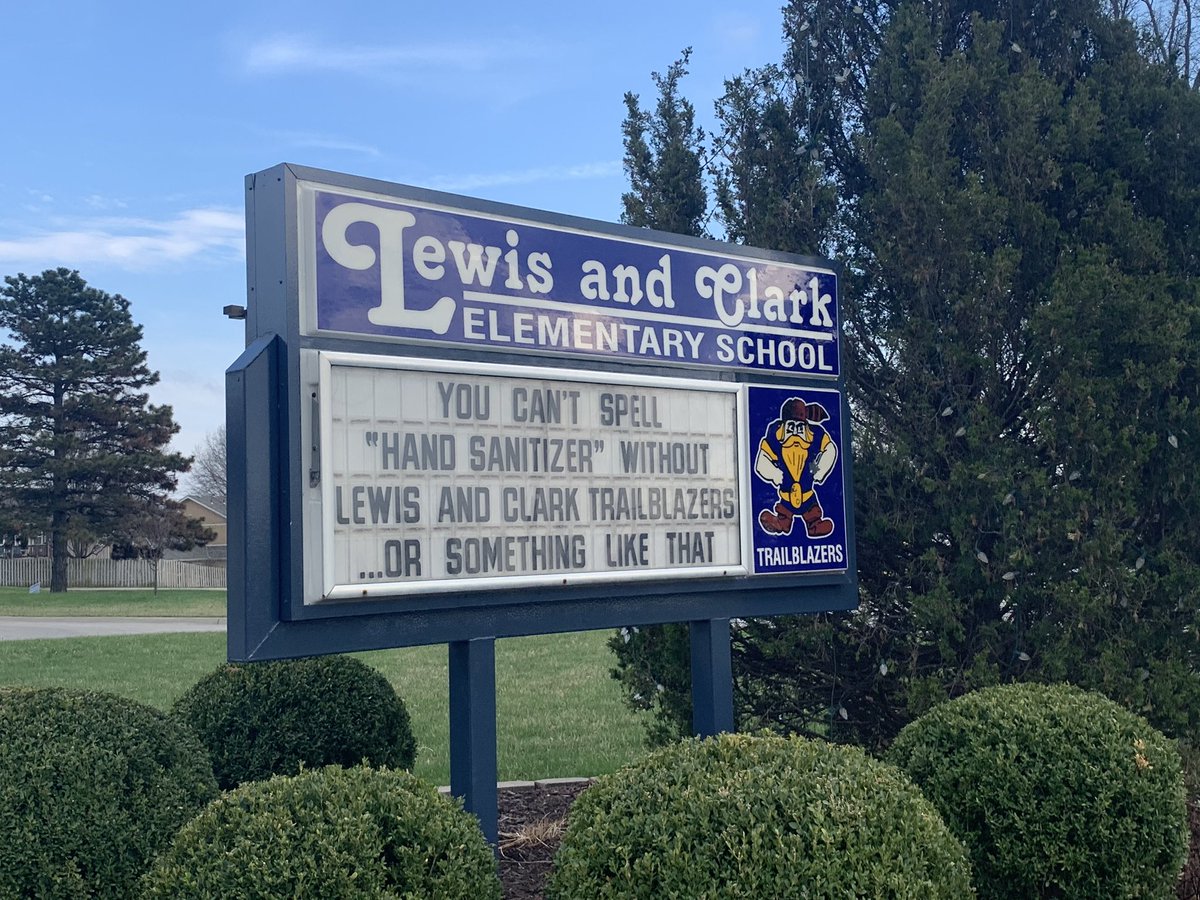 Lewis and Clark
ELEMENTARY SCHOOL
YOU CAN'T SPELL
"HAND SANITIZER" WITHOUT
LEWIS AND CLARK TRAILBLAZERS
...OR SOMETHING LIKE THAT
TRAILBLAZERS